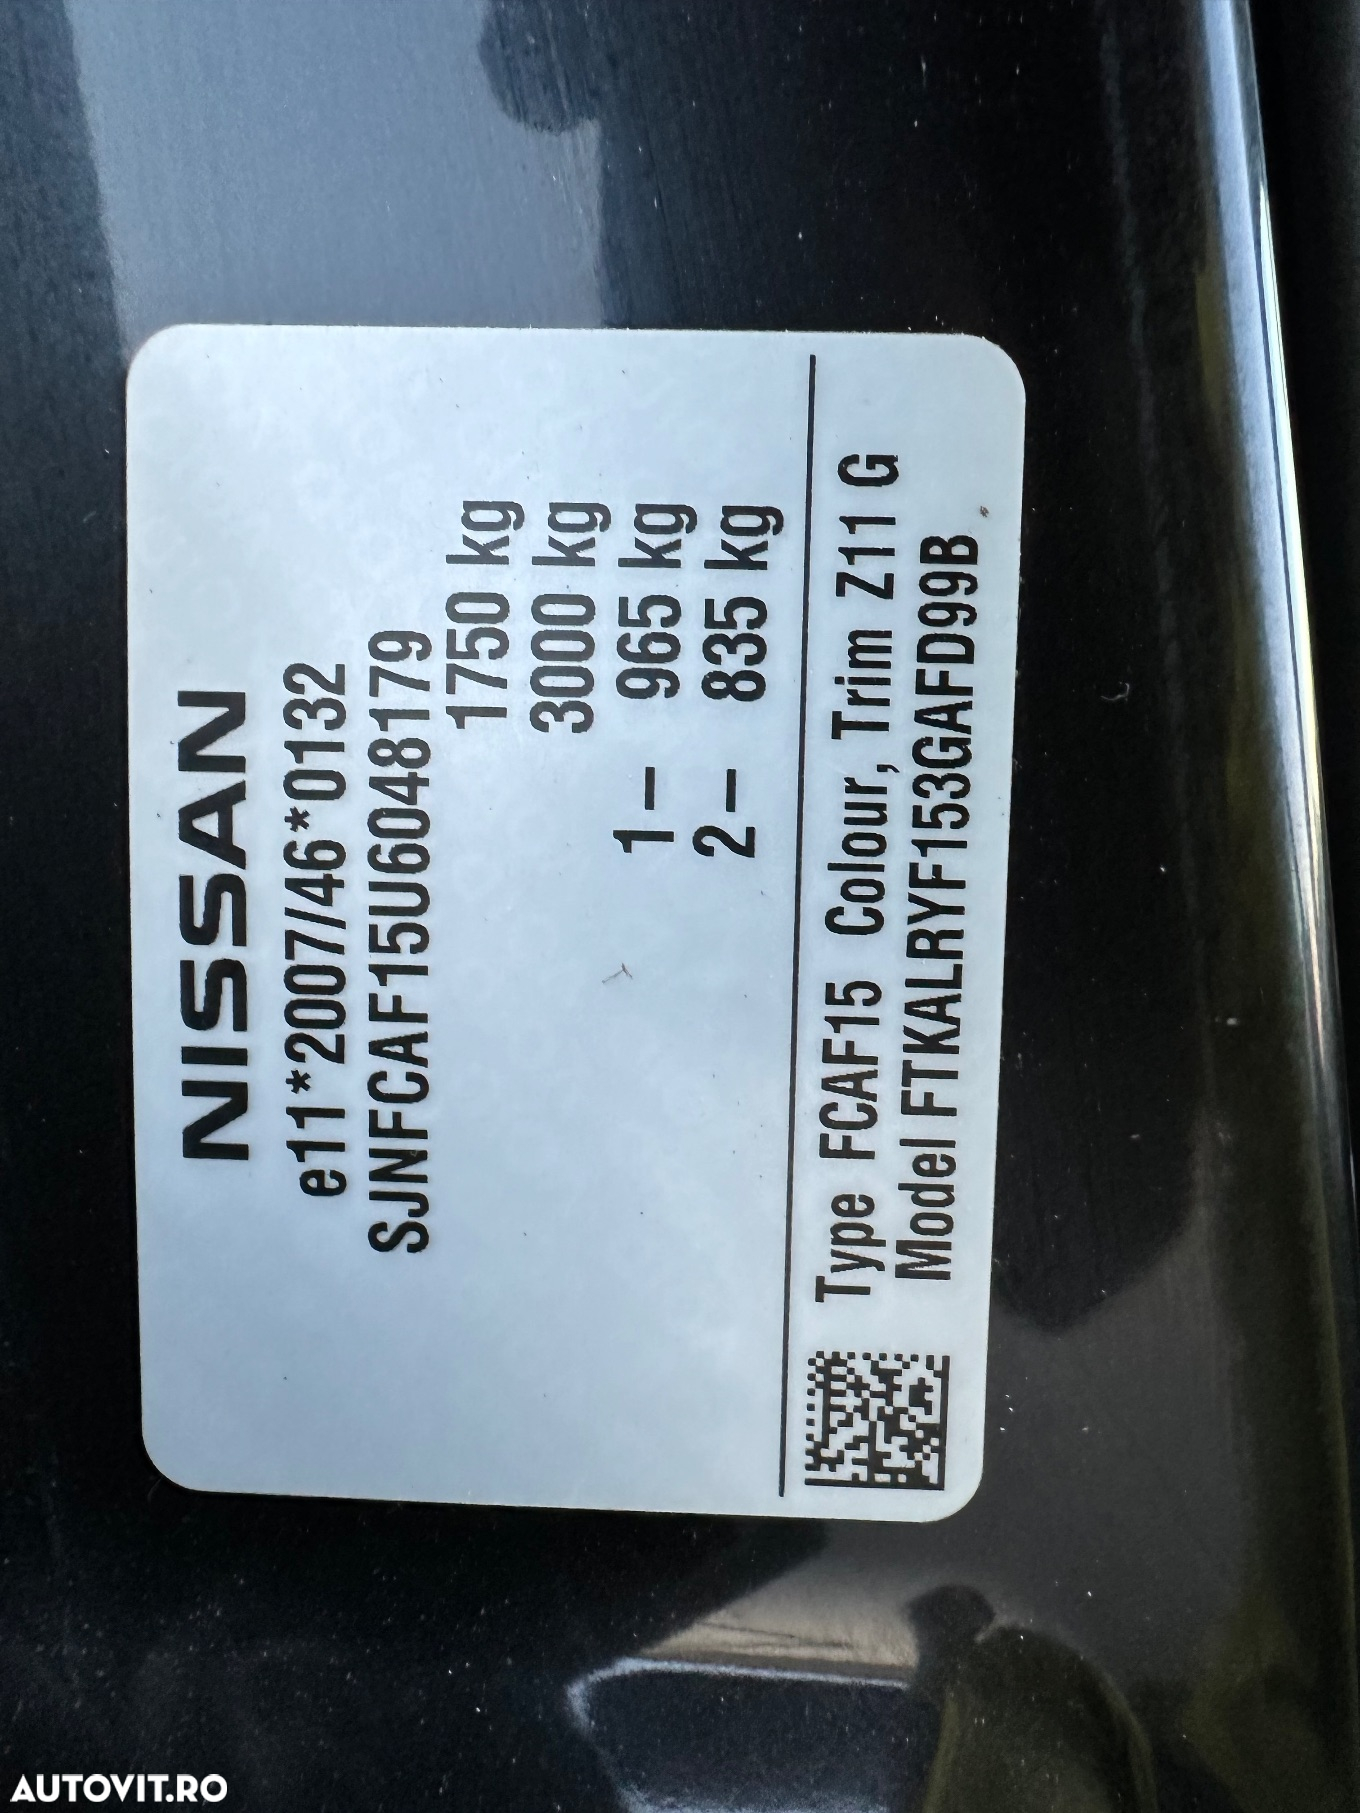 NISSAN
e11*2007/46*0132
SJNFCAF15U6048179
1750 kg
3000 kg
1– 965 kg
2– 835 kg
Type FCAF15 Colour, Trim Z11 G
Model FTKALRYF153GAFD99B
AUTOVIT.RO